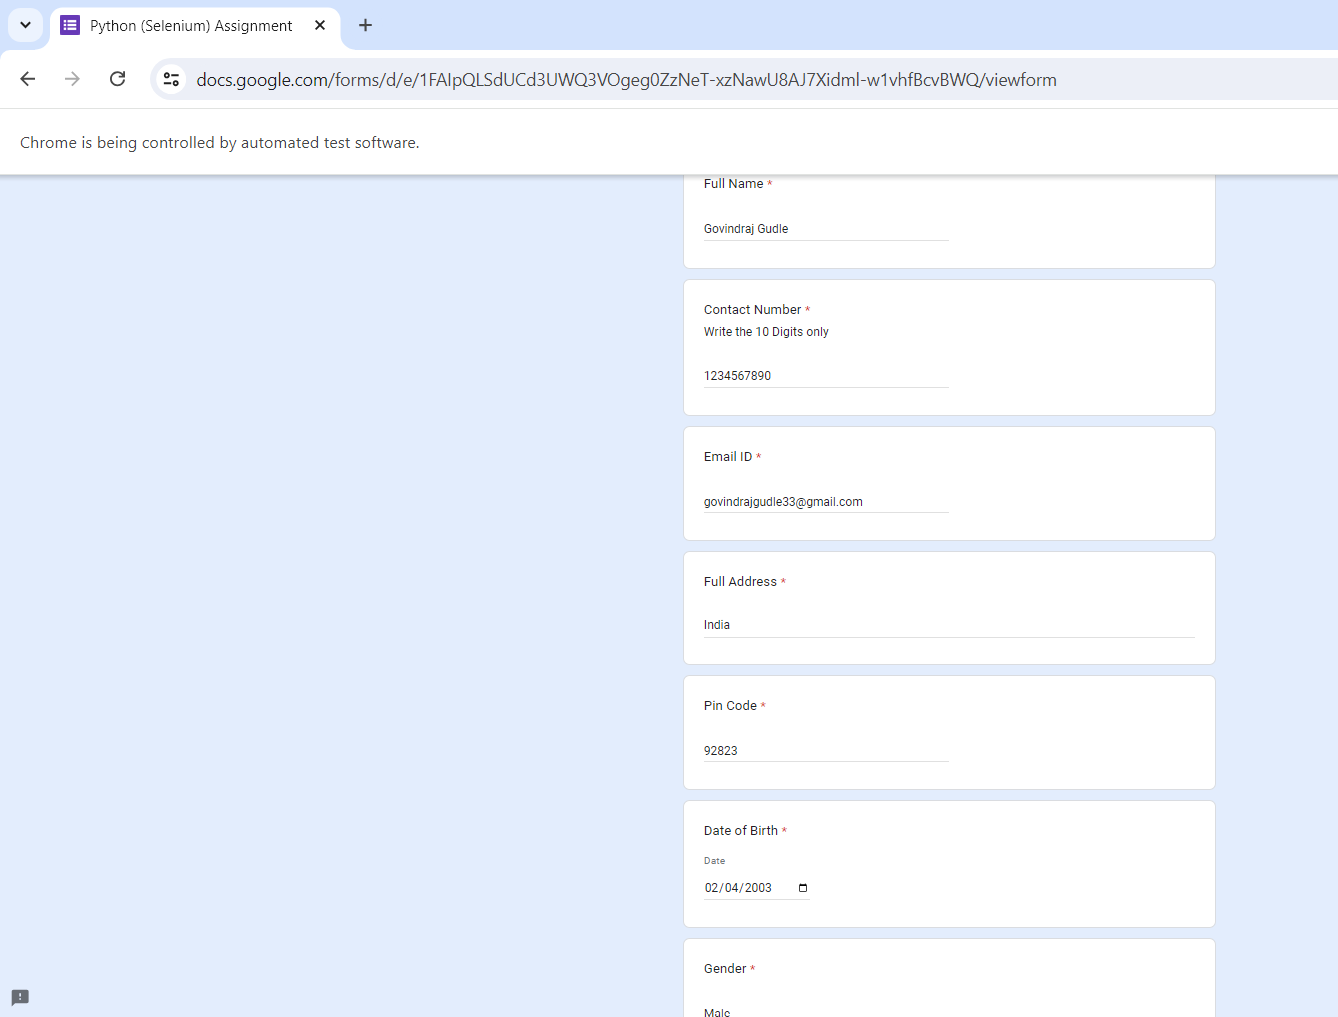 Python (Selenium) Assignment
docs.google.com/forms/d/e/1FAIpQLSdUCd3UWQ3VOgeg0ZzNeT-xzNawU8AJ7Xidml-w1vhfBcvBWQ/viewform
Chrome is being controlled by automated test software.
Full Name *
Govindraj Gudle
Contact Number *
Write the 10 Digits only
1234567890
Email ID *
govindrajgudle33@gmail.com
Full Address *
India
Pin Code *
92823
Date of Birth *
Date
02/04/2003
Gender *
Male